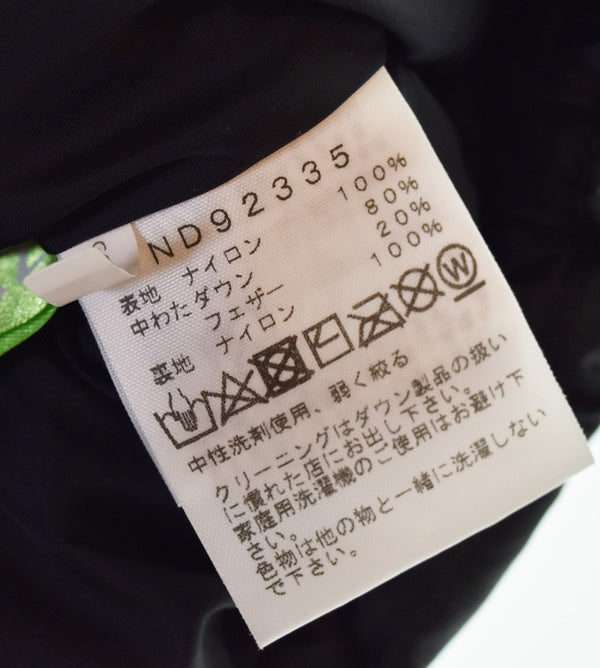 ND92335
表地 ナイロン 100%
中わた ダウン 80%
フェザー 20%
裏地 ナイロン 100%
W
中性洗剤使用、弱く絞る
クリーニングはダウン製品の扱い
に慣れた店にお出し下さい。
家庭用洗濯機のご使用はお避け下
さい。
色物は他の物と一緒に洗濯しない
で下さい。